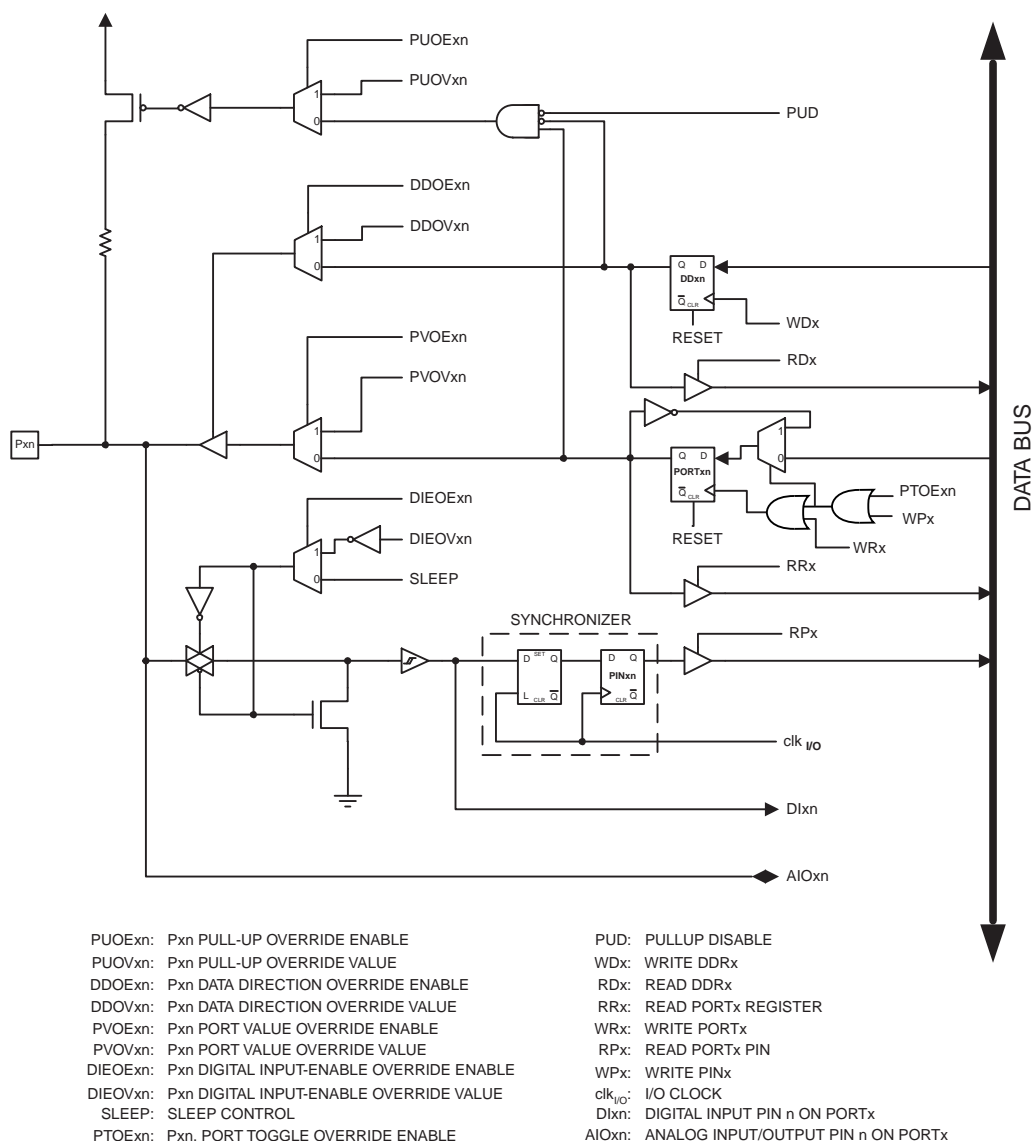 PUOExn
PUOVxn
1
0
PUD
DDOExn
DDOVxn
1
0
Q D
DDxn
Q CLR
WDx
RESET
PVOExn
RDx
PVOVxn
DATA BUS
1
0
Pxn
1
0
Q D
PORTxn
Q CLR
PTOExn
DIEOExn
WPx
RESET
DIEOVxn
WRx
1
0
SLEEP
RRx
SYNCHRONIZER
RPx
D SET Q
L CLR Q
D Q
PINxn
CLR Q
clk I/O
DIxn
AIOxn
PUOExn: Pxn PULL-UP OVERRIDE ENABLE
PUOVxn: Pxn PULL-UP OVERRIDE VALUE
DDOExn: Pxn DATA DIRECTION OVERRIDE ENABLE
DDOVxn: Pxn DATA DIRECTION OVERRIDE VALUE
PVOExn: Pxn PORT VALUE OVERRIDE ENABLE
PVOVxn: Pxn PORT VALUE OVERRIDE VALUE
DIEOExn: Pxn DIGITAL INPUT-ENABLE OVERRIDE ENABLE
DIEOVxn: Pxn DIGITAL INPUT-ENABLE OVERRIDE VALUE
SLEEP: SLEEP CONTROL
PTOExn: Pxn, PORT TOGGLE OVERRIDE ENABLE
PUD: PULLUP DISABLE
WDx: WRITE DDRx
RDx: READ DDRx
RRx: READ PORTx REGISTER
WRx: WRITE PORTx
RPx: READ PORTx PIN
WPx: WRITE PINx
clkI/O: I/O CLOCK
DIxn: DIGITAL INPUT PIN n ON PORTx
AIOxn: ANALOG INPUT/OUTPUT PIN n ON PORTx